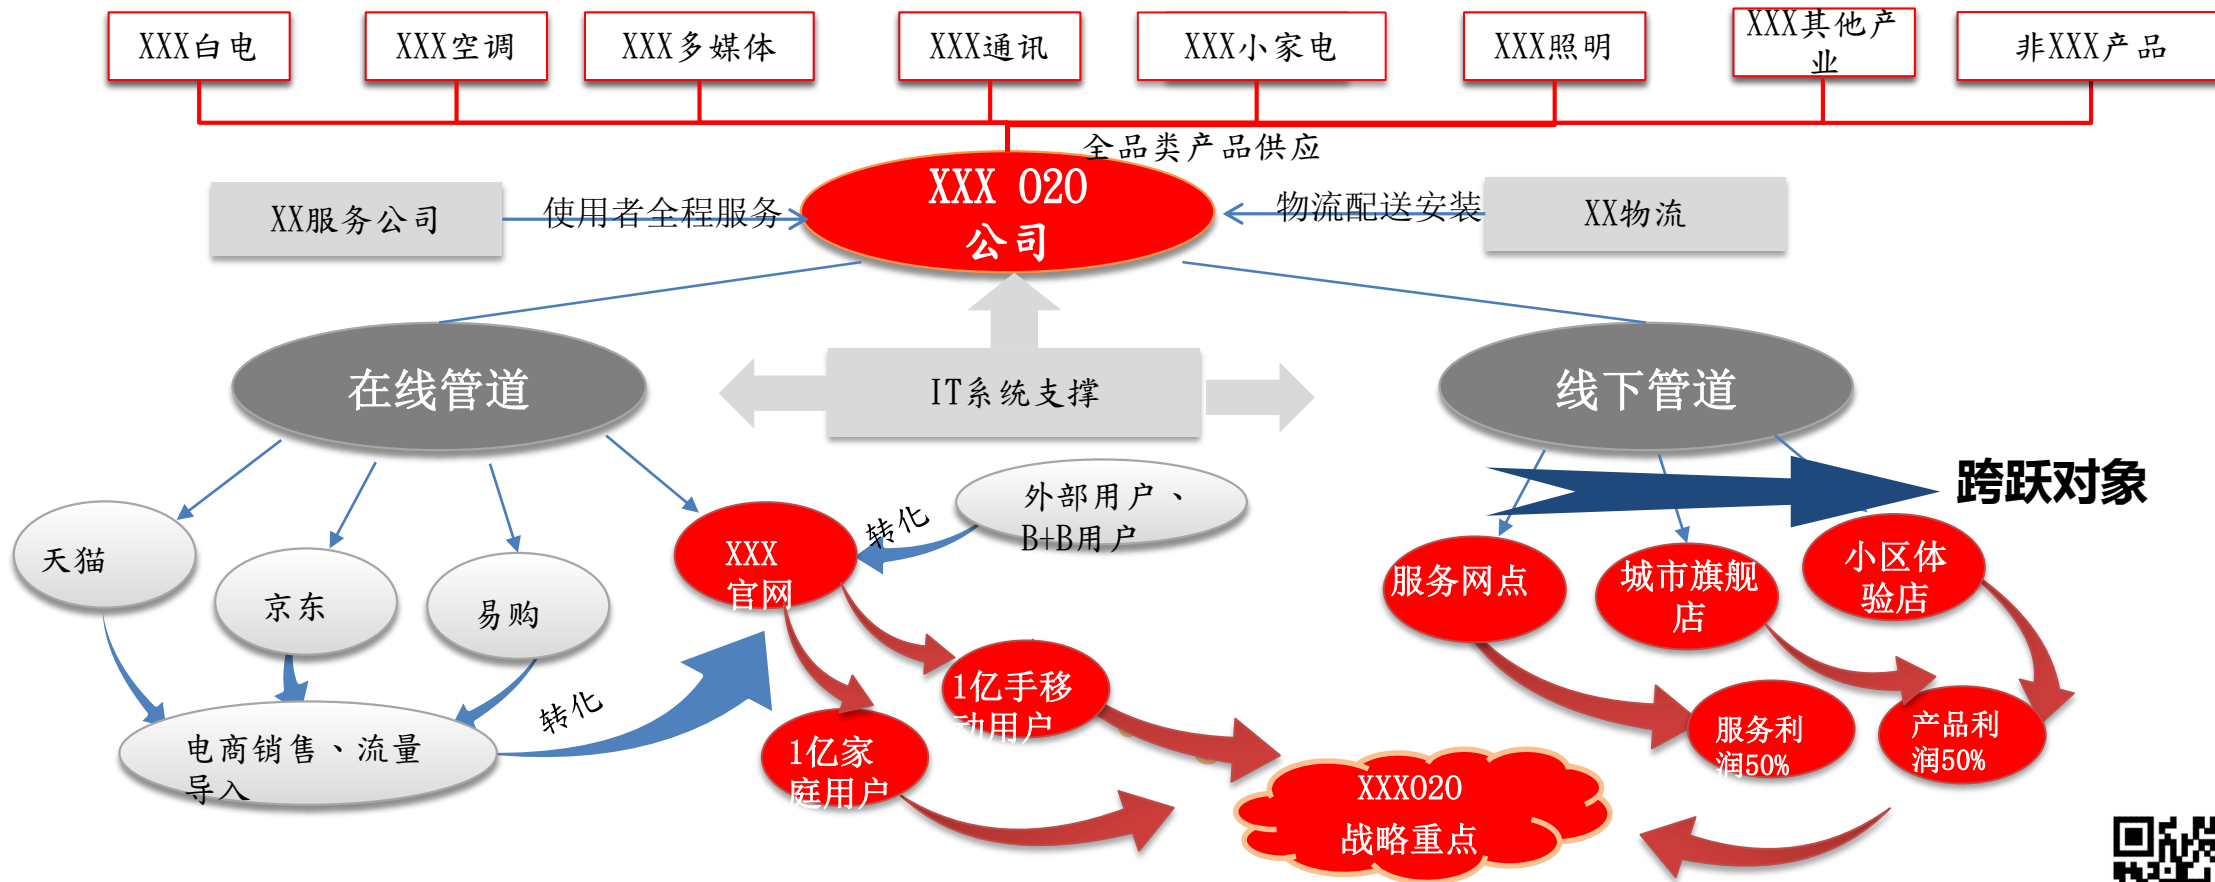 XXX白电
XXX空调
XXX多媒体
XXX通讯
XXX小家电
XXX照明
XXX其他产
业
非XXX产品
全品类产品供应
XXX O2O
公司
XX服务公司
使用者全程服务
物流配送安装
XX物流
在线管道
IT系统支撑
线下管道
跨跃对象
外部用户、
B+B用户
转化
天猫
京东
易购
XXX
官网
服务网点
城市旗舰
店
小区体
验店
转化
电商销售、流量
导入
1亿手移
动用户
1亿家
庭用户
服务利
润50%
产品利
润50%
XXXO2O
战略重点